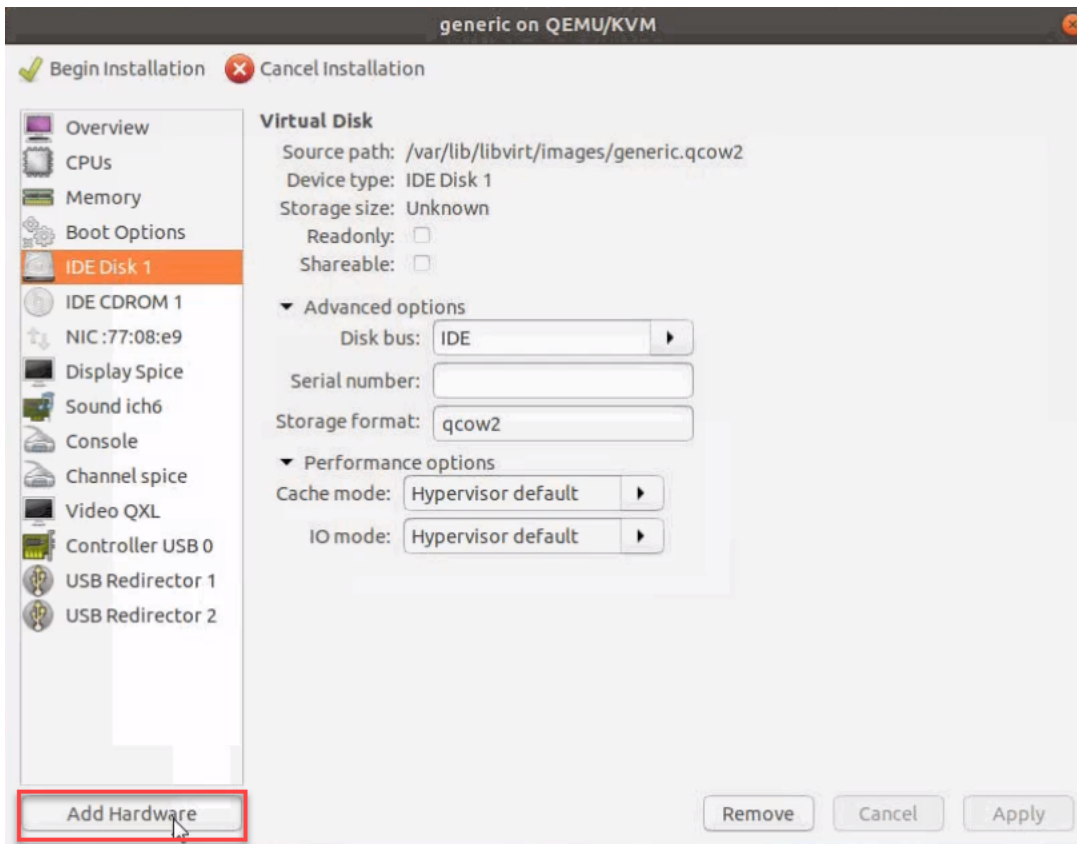 generic on QEMU/KVM
Begin Installation Cancel Installation
Overview
CPUs
Memory
Boot Options
IDE Disk 1
IDE CDROM 1
NIC :77:08:e9
Display Spice
Sound ich6
Console
Channel spice
Video QXL
Controller USB 0
USB Redirector 1
USB Redirector 2
Add Hardware
Virtual Disk
Source path: /var/lib/libvirt/images/generic.qcow2
Device type: IDE Disk 1
Storage size: Unknown
Readonly:
Shareable:
Advanced options
Disk bus: IDE
Serial number:
Storage format: qcow2
Performance options
Cache mode: Hypervisor default
IO mode: Hypervisor default
Remove Cancel Apply